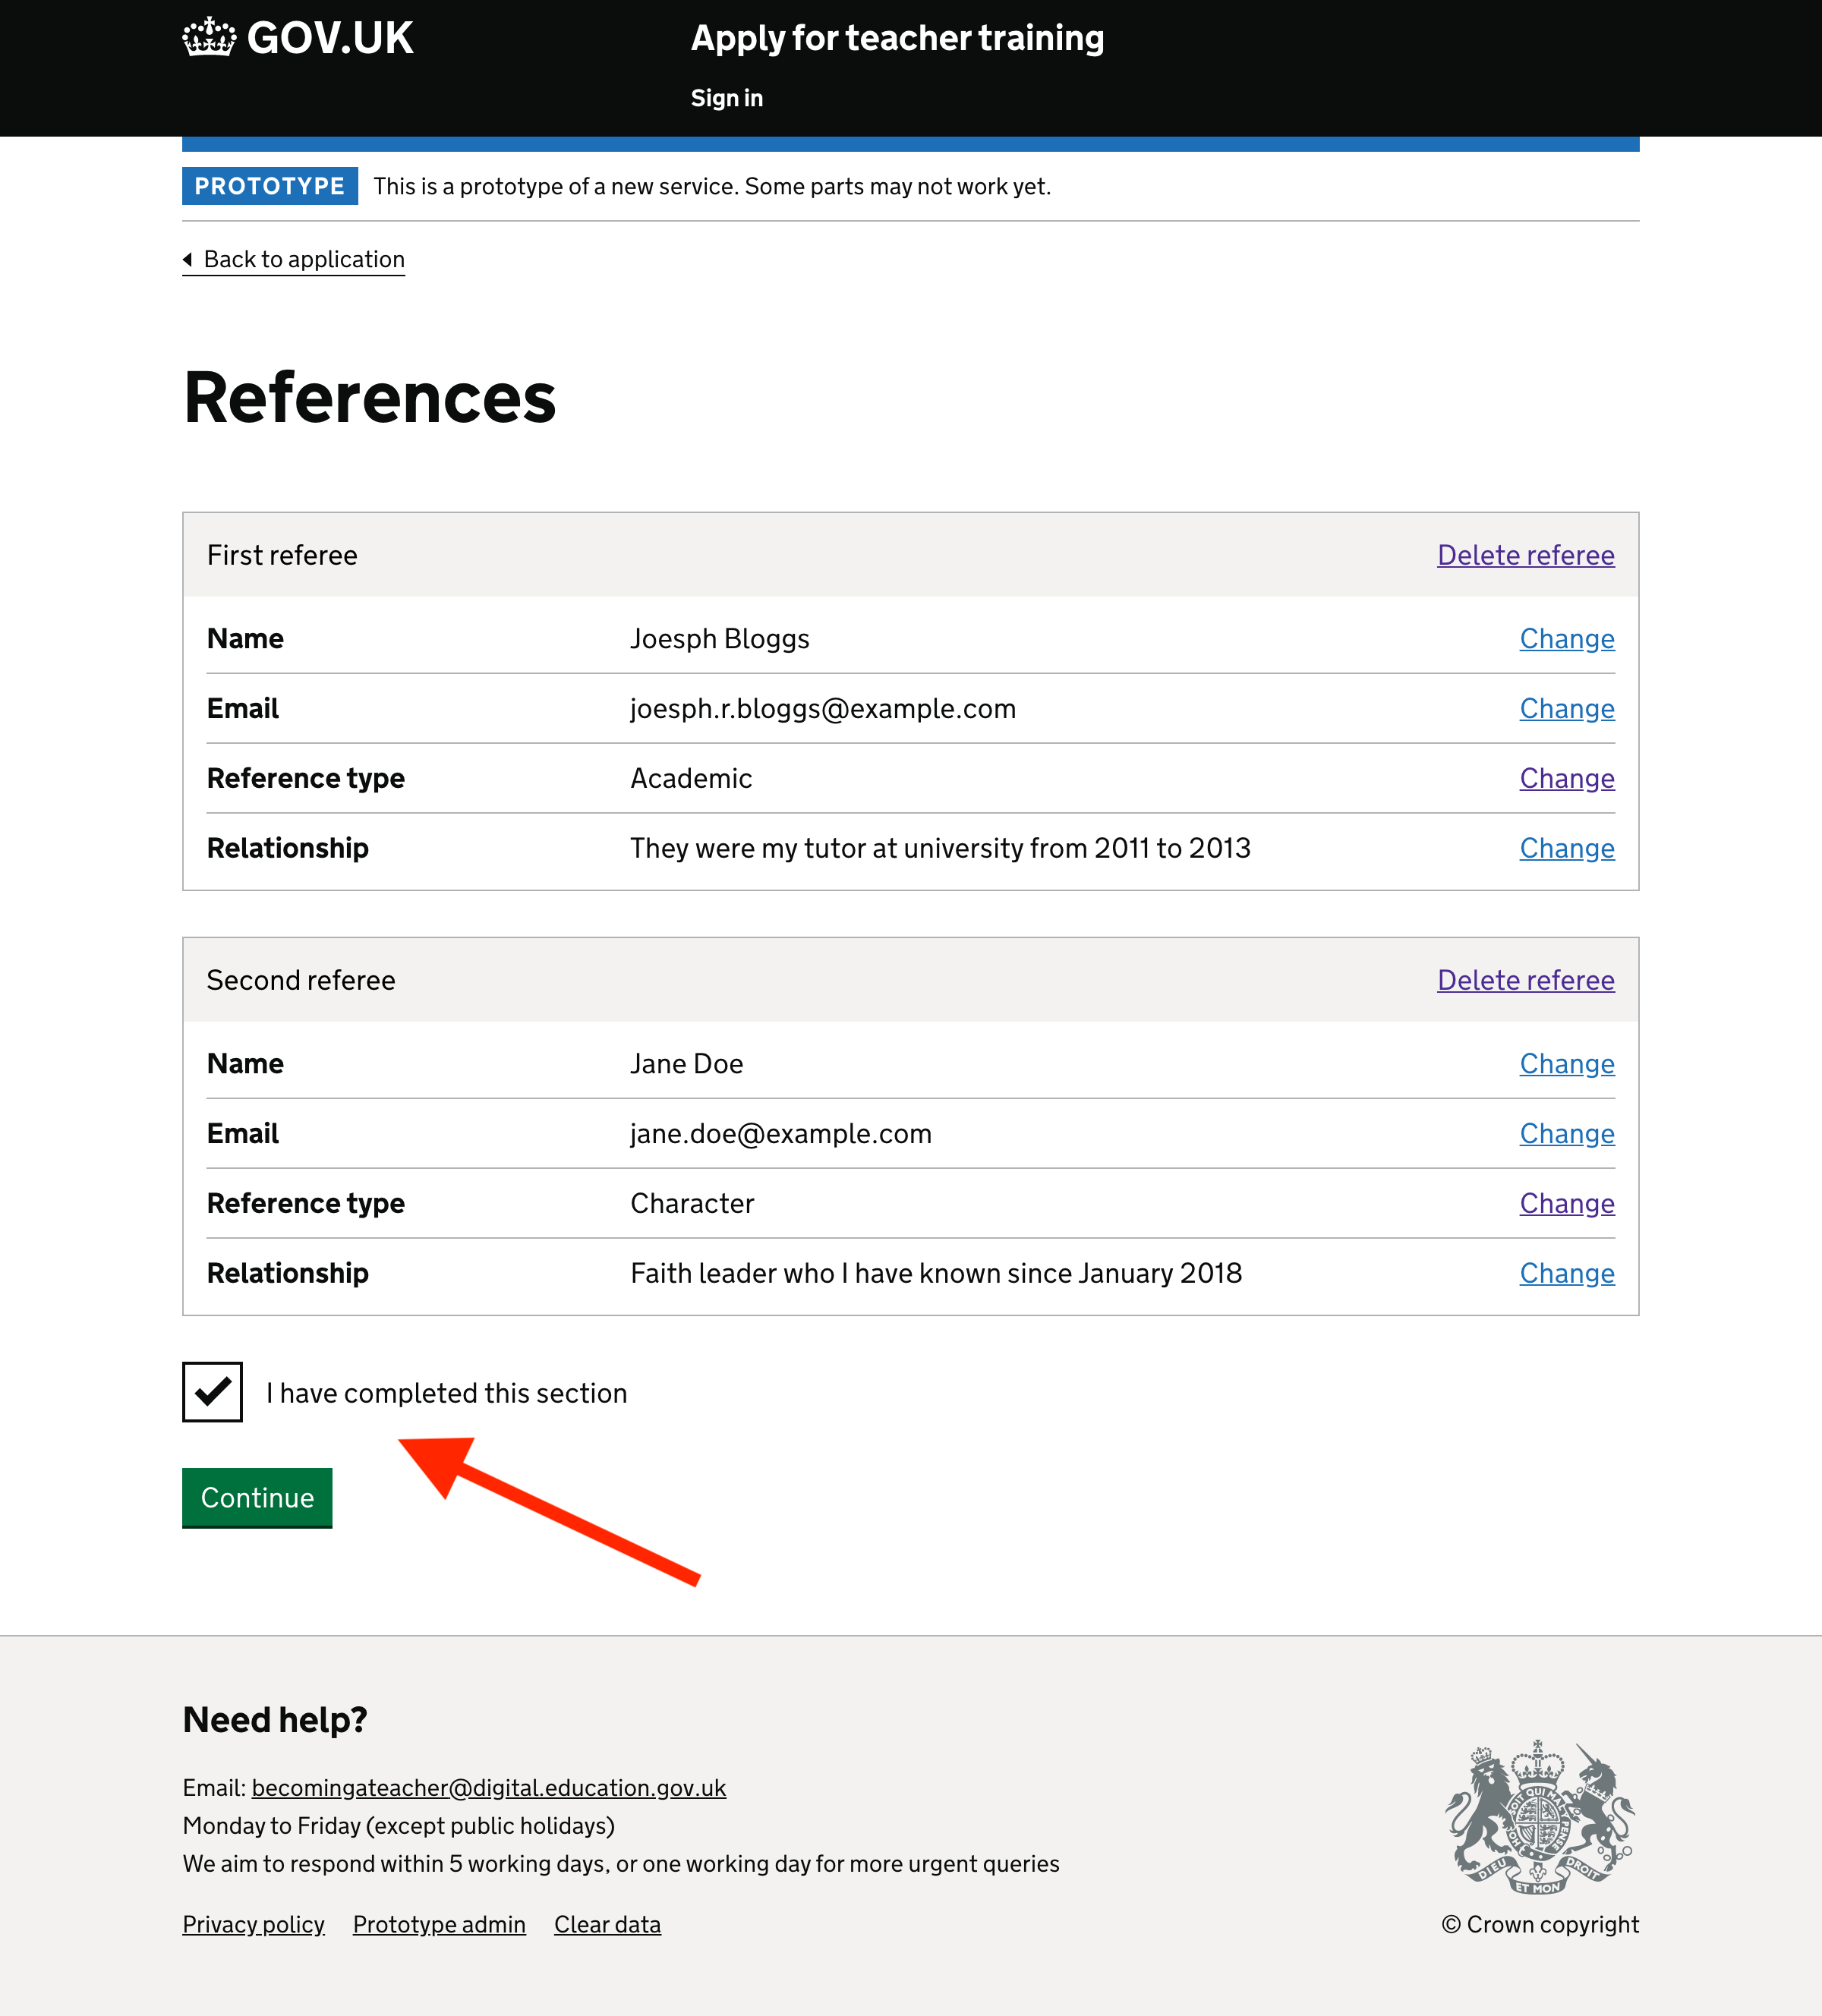 GOV.UK
Apply for teacher training
Sign in
PROTOTYPE This is a prototype of a new service. Some parts may not work yet.
Back to application
References
First referee Delete referee
Name Joesph Bloggs Change
Email joesph.r.bloggs@example.com Change
Reference type Academic Change
Relationship They were my tutor at university from 2011 to 2013 Change
Second referee Delete referee
Name Jane Doe Change
Email jane.doe@example.com Change
Reference type Character Change
Relationship Faith leader who I have known since January 2018 Change
I have completed this section
Continue
Need help?
Email: becomingateacher@digital.education.gov.uk
Monday to Friday (except public holidays)
We aim to respond within 5 working days, or one working day for more urgent queries
Privacy policy Prototype admin Clear data
DIEU ET MON DROIT
© Crown copyright